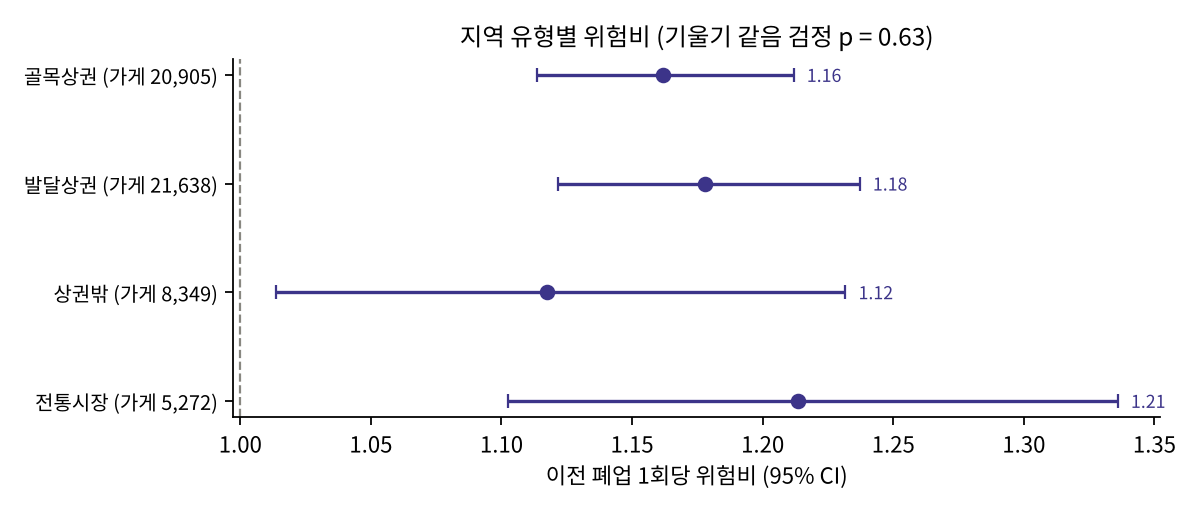 지역 유형별 위험비 (기울기 같음 검정 p = 0.63)
골목상권 (가게 20,905)
1.16
발달상권 (가게 21,638)
1.18
상권밖 (가게 8,349)
1.12
전통시장 (가게 5,272)
1.21
1.00 1.05 1.10 1.15 1.20 1.25 1.30 1.35
이전 폐업 1회당 위험비 (95% CI)